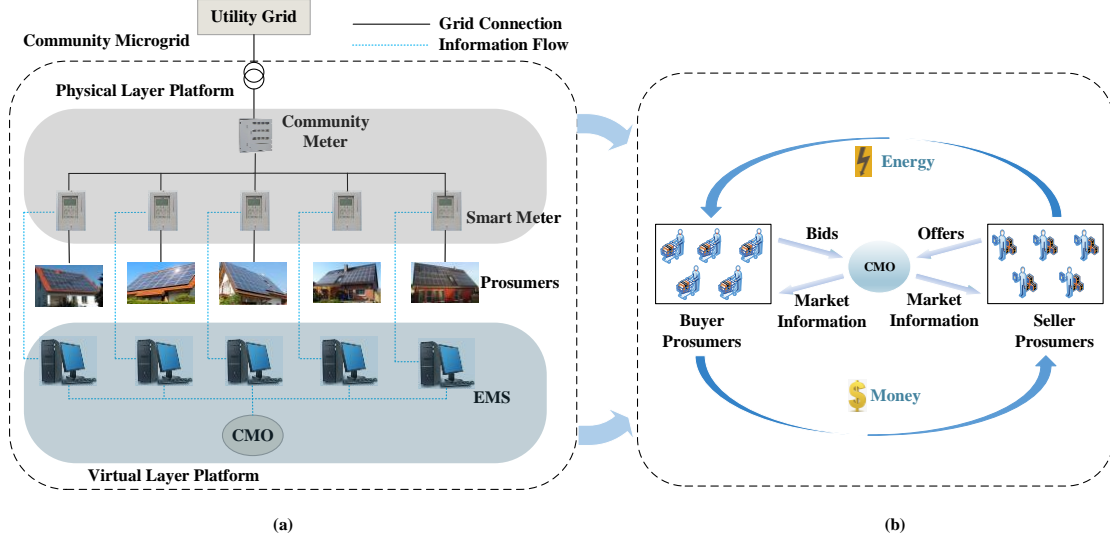 Utility Grid
Grid Connection
Information Flow
Community Microgrid
Physical Layer Platform
Community
Meter
Smart Meter
Prosumers
EMS
CMO
Virtual Layer Platform
(a)
Energy
Bids
Offers
CMO
Market
Information
Market
Information
Buyer
Prosumers
Seller
Prosumers
$ Money
(b)